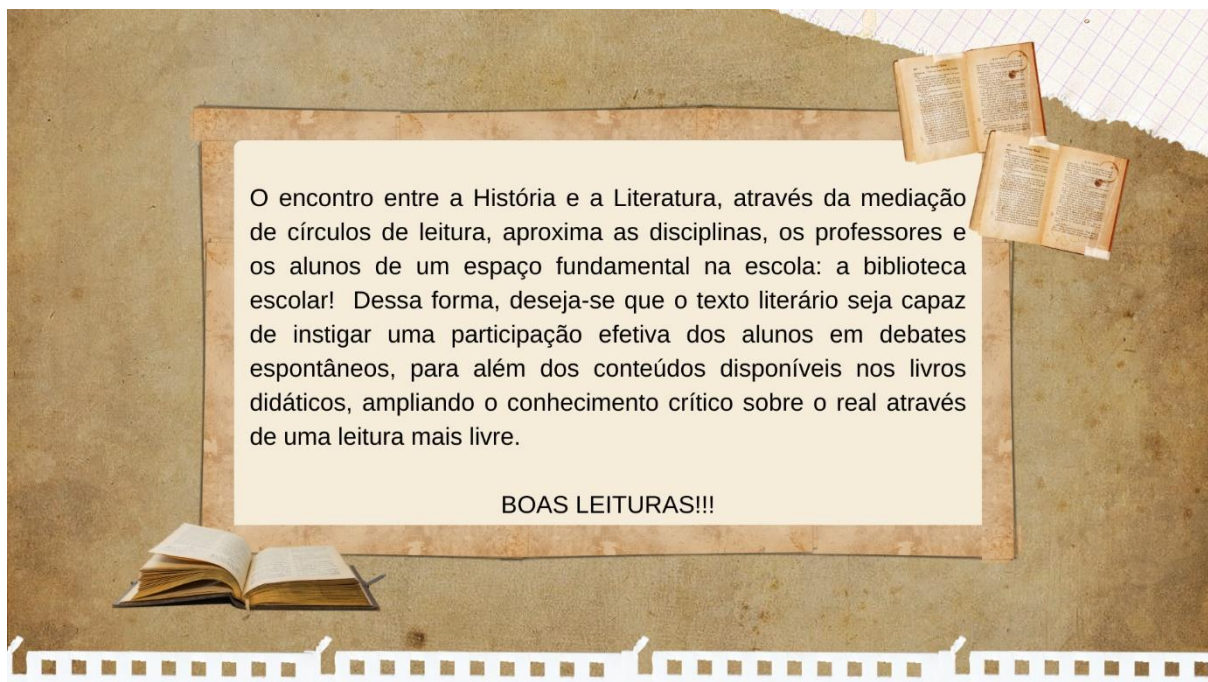 O encontro entre a História e a Literatura, através da mediação
de círculos de leitura, aproxima as disciplinas, os professores e
os alunos de um espaço fundamental na escola: a biblioteca
escolar!  Dessa forma, deseja-se que o texto literário seja capaz
de instigar uma participação efetiva dos alunos em debates
espontâneos, para além dos conteúdos disponíveis nos livros
didáticos, ampliando o conhecimento crítico sobre o real através
de uma leitura mais livre.
BOAS LEITURAS!!!